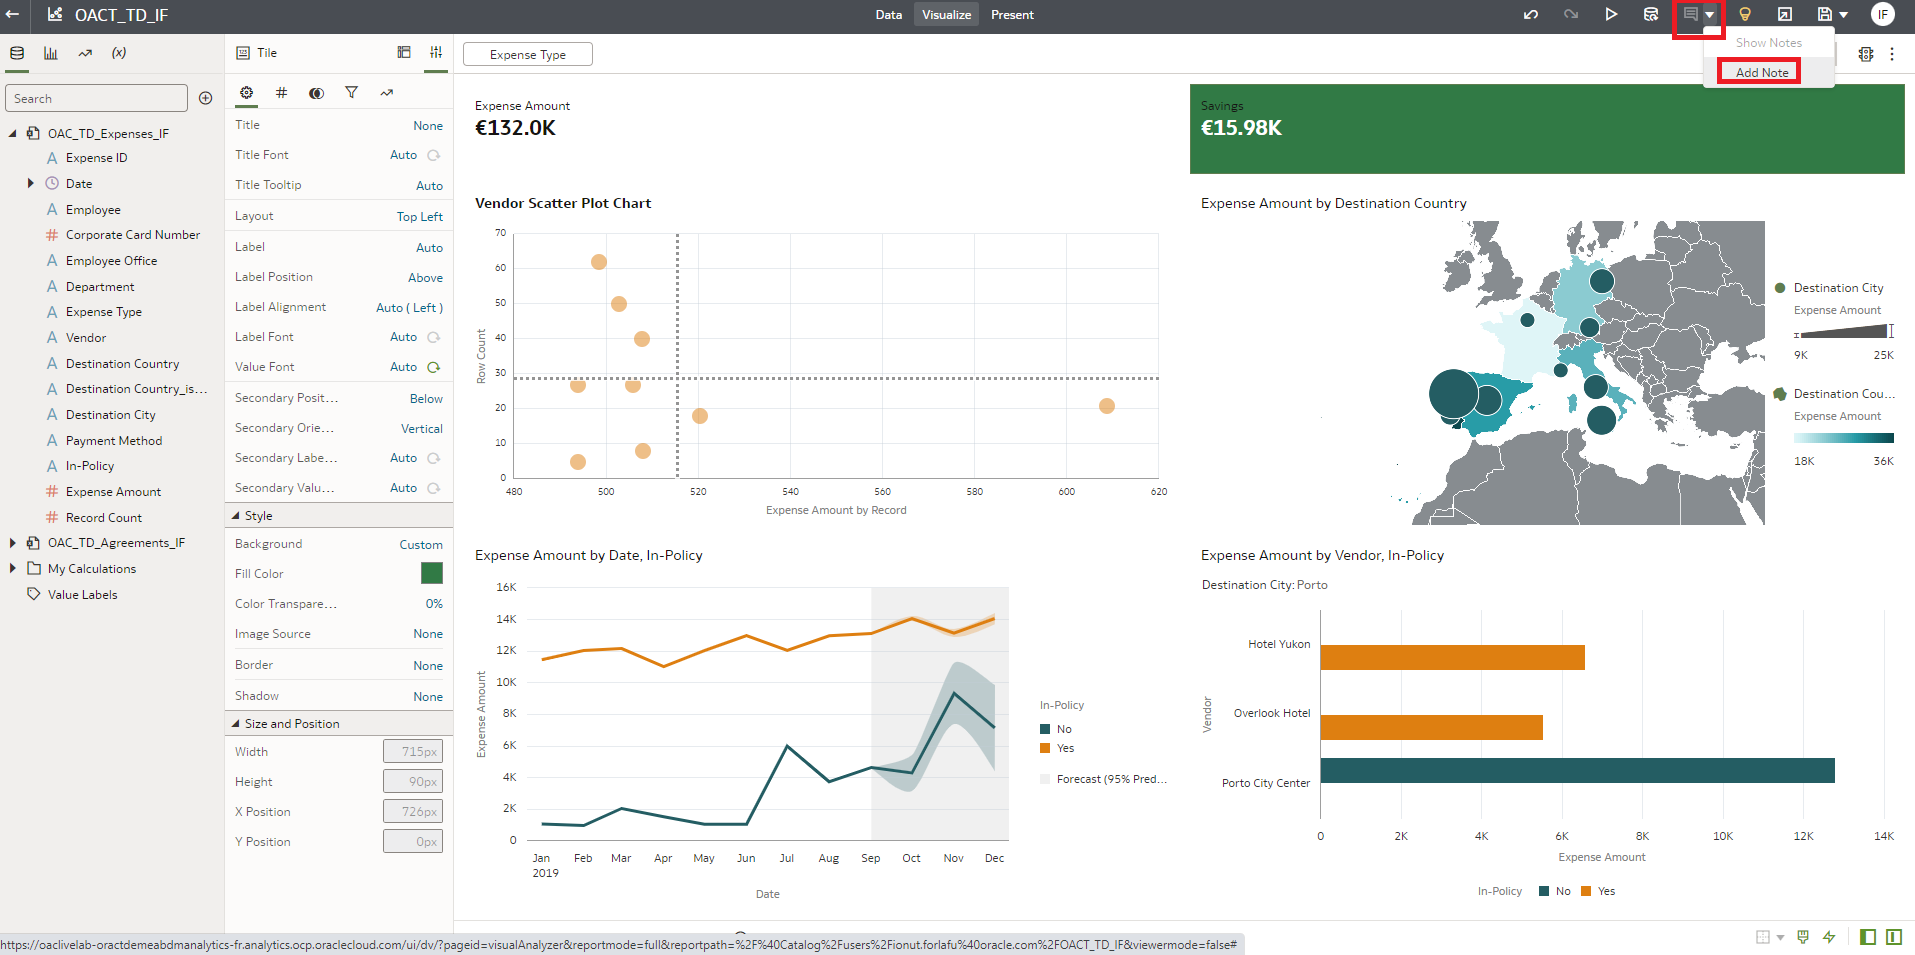 OACT_TD_IF
Data
Visualize
Present
IF
Show Notes
Add Note
(x)
Tile
Expense Type
Search
OAC_TD_Expenses_IF
A Expense ID
Date
A Employee
# Corporate Card Number
A Employee Office
A Department
A Expense Type
A Vendor
A Destination Country
A Destination Country_is...
A Destination City
A Payment Method
A In-Policy
# Expense Amount
# Record Count
OAC_TD_Agreements_IF
My Calculations
Value Labels
#
Title None
Title Font Auto
Title Tooltip Auto
Layout Top Left
Label Auto
Label Position Above
Label Alignment Auto ( Left )
Label Font Auto
Value Font Auto
Secondary Posit... Below
Secondary Orie... Vertical
Secondary Labe... Auto
Secondary Valu... Auto
Style
Background Custom
Fill Color
Color Transpare... 0%
Image Source None
Border None
Shadow None
Size and Position
Width 715px
Height 90px
X Position 726px
Y Position 0px
Expense Amount
€132.0K
Savings
€15.98K
Vendor Scatter Plot Chart
70
60
50
40
30
20
10
0
Row Count
480 500 520 540 560 580 600 620
Expense Amount by Record
Expense Amount by Destination Country
Destination City
Expense Amount
9K 25K
Destination Cou...
Expense Amount
18K 36K
Expense Amount by Date, In-Policy
16K
14K
12K
10K
8K
6K
4K
2K
0
Expense Amount
Jan Feb Mar Apr May Jun Jul Aug Sep Oct Nov Dec
2019
Date
In-Policy
No
Yes
Forecast (95% Pred...
Expense Amount by Vendor, In-Policy
Destination City: Porto
Vendor
Hotel Yukon
Overlook Hotel
Porto City Center
0 2K 4K 6K 8K 10K 12K 14K
Expense Amount
In-Policy No Yes
https://oaclivelab-oractdemeabdmanalytics-fr.analytics.ocp.oraclecloud.com/ui/dv/?pageid=visualAnalyzer&reportmode=full&reportpath=%2F%40Catalog%2Fusers%2Fionut.forlafu%40oracle.com%2FOACT_TD_IF&viewermode=false#